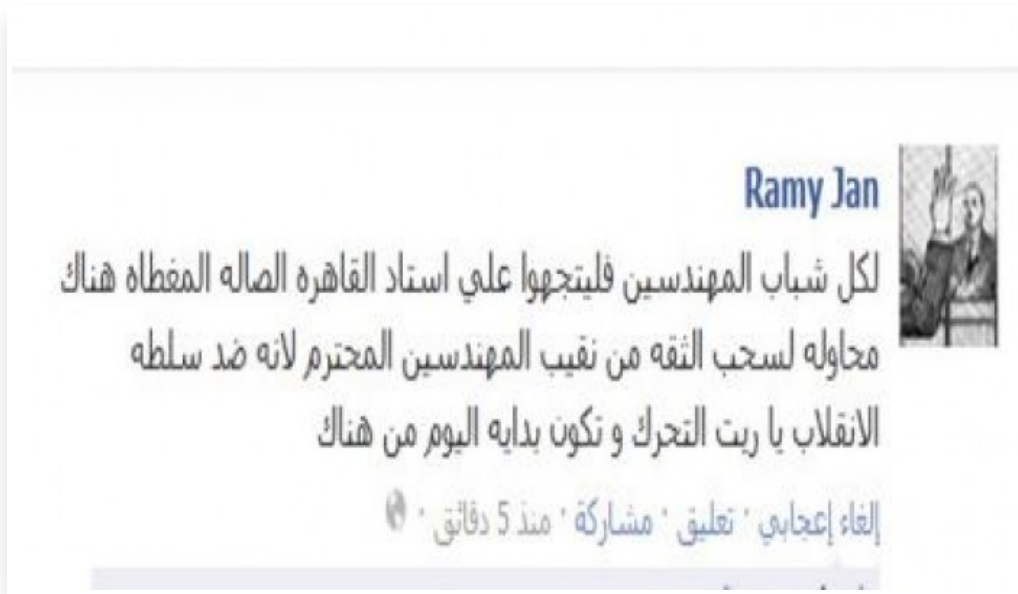 Ramy Jan
لكل شباب المهندسين فليتجهوا علي استاد القاهره الصاله المغطاه هناك
محاوله لسحب الثقه من نقيب المهندسين المحترم لانه ضد سلطه
الانقلاب يا ريت التحرك و تكون بدايه اليوم من هناك
إلغاء إعجابي · تعليق · مشاركة · منذ 5 دقائق ·